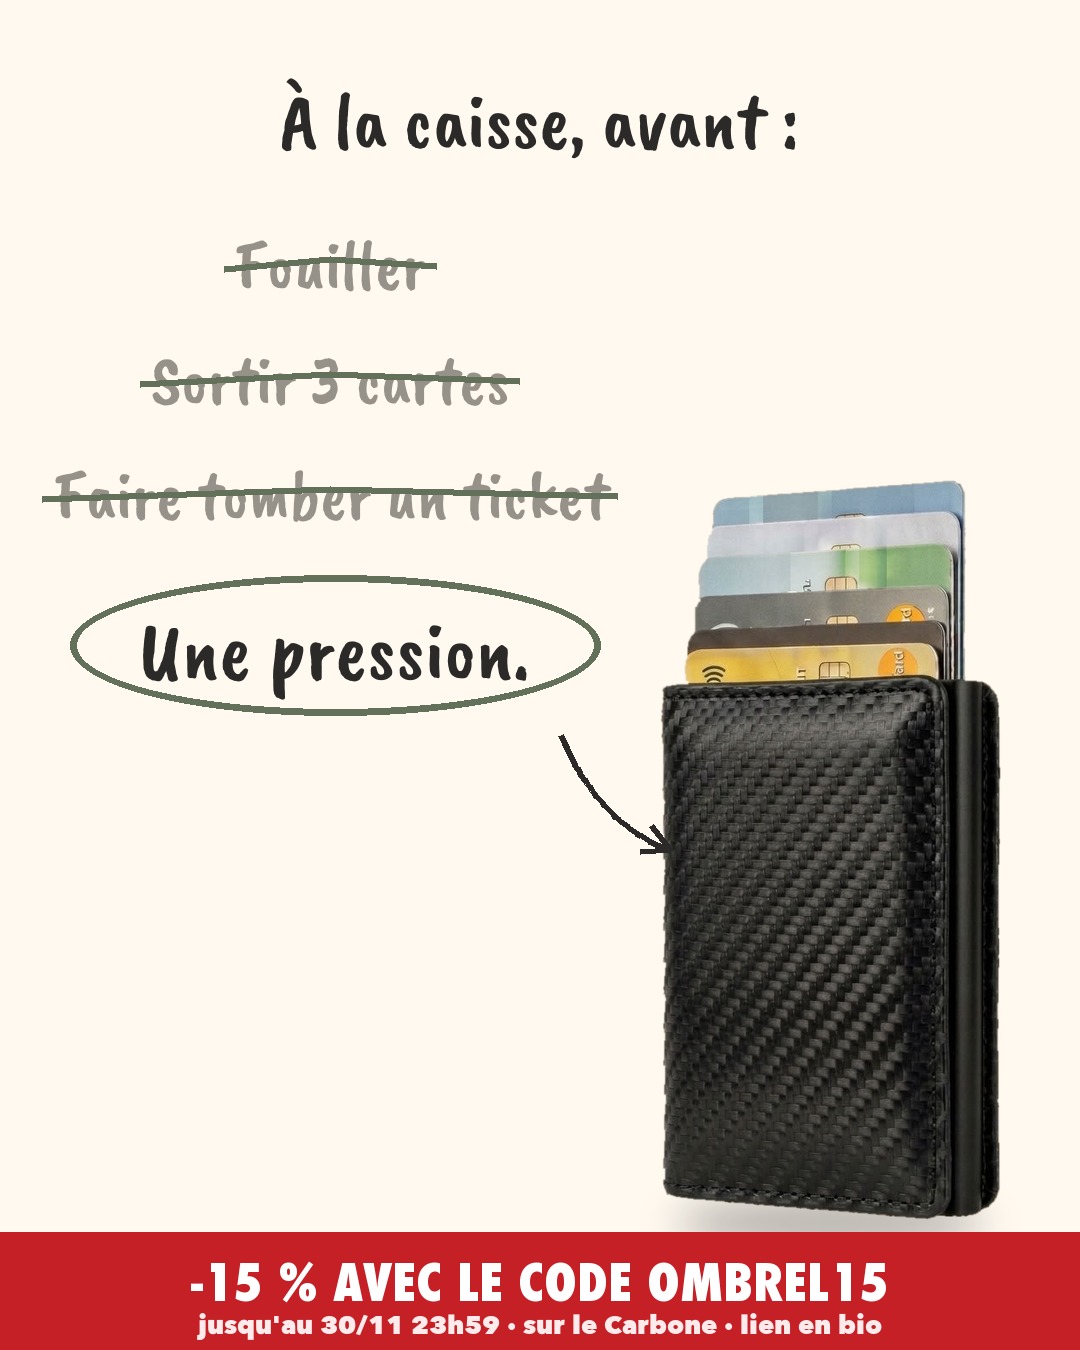 À la caisse, avant :
Fouiller
Sortir 3 cartes
Faire tomber un ticket
Une pression.
-15 % AVEC LE CODE OMBREL15
jusqu'au 30/11 23h59 • sur le Carbone • lien en bio